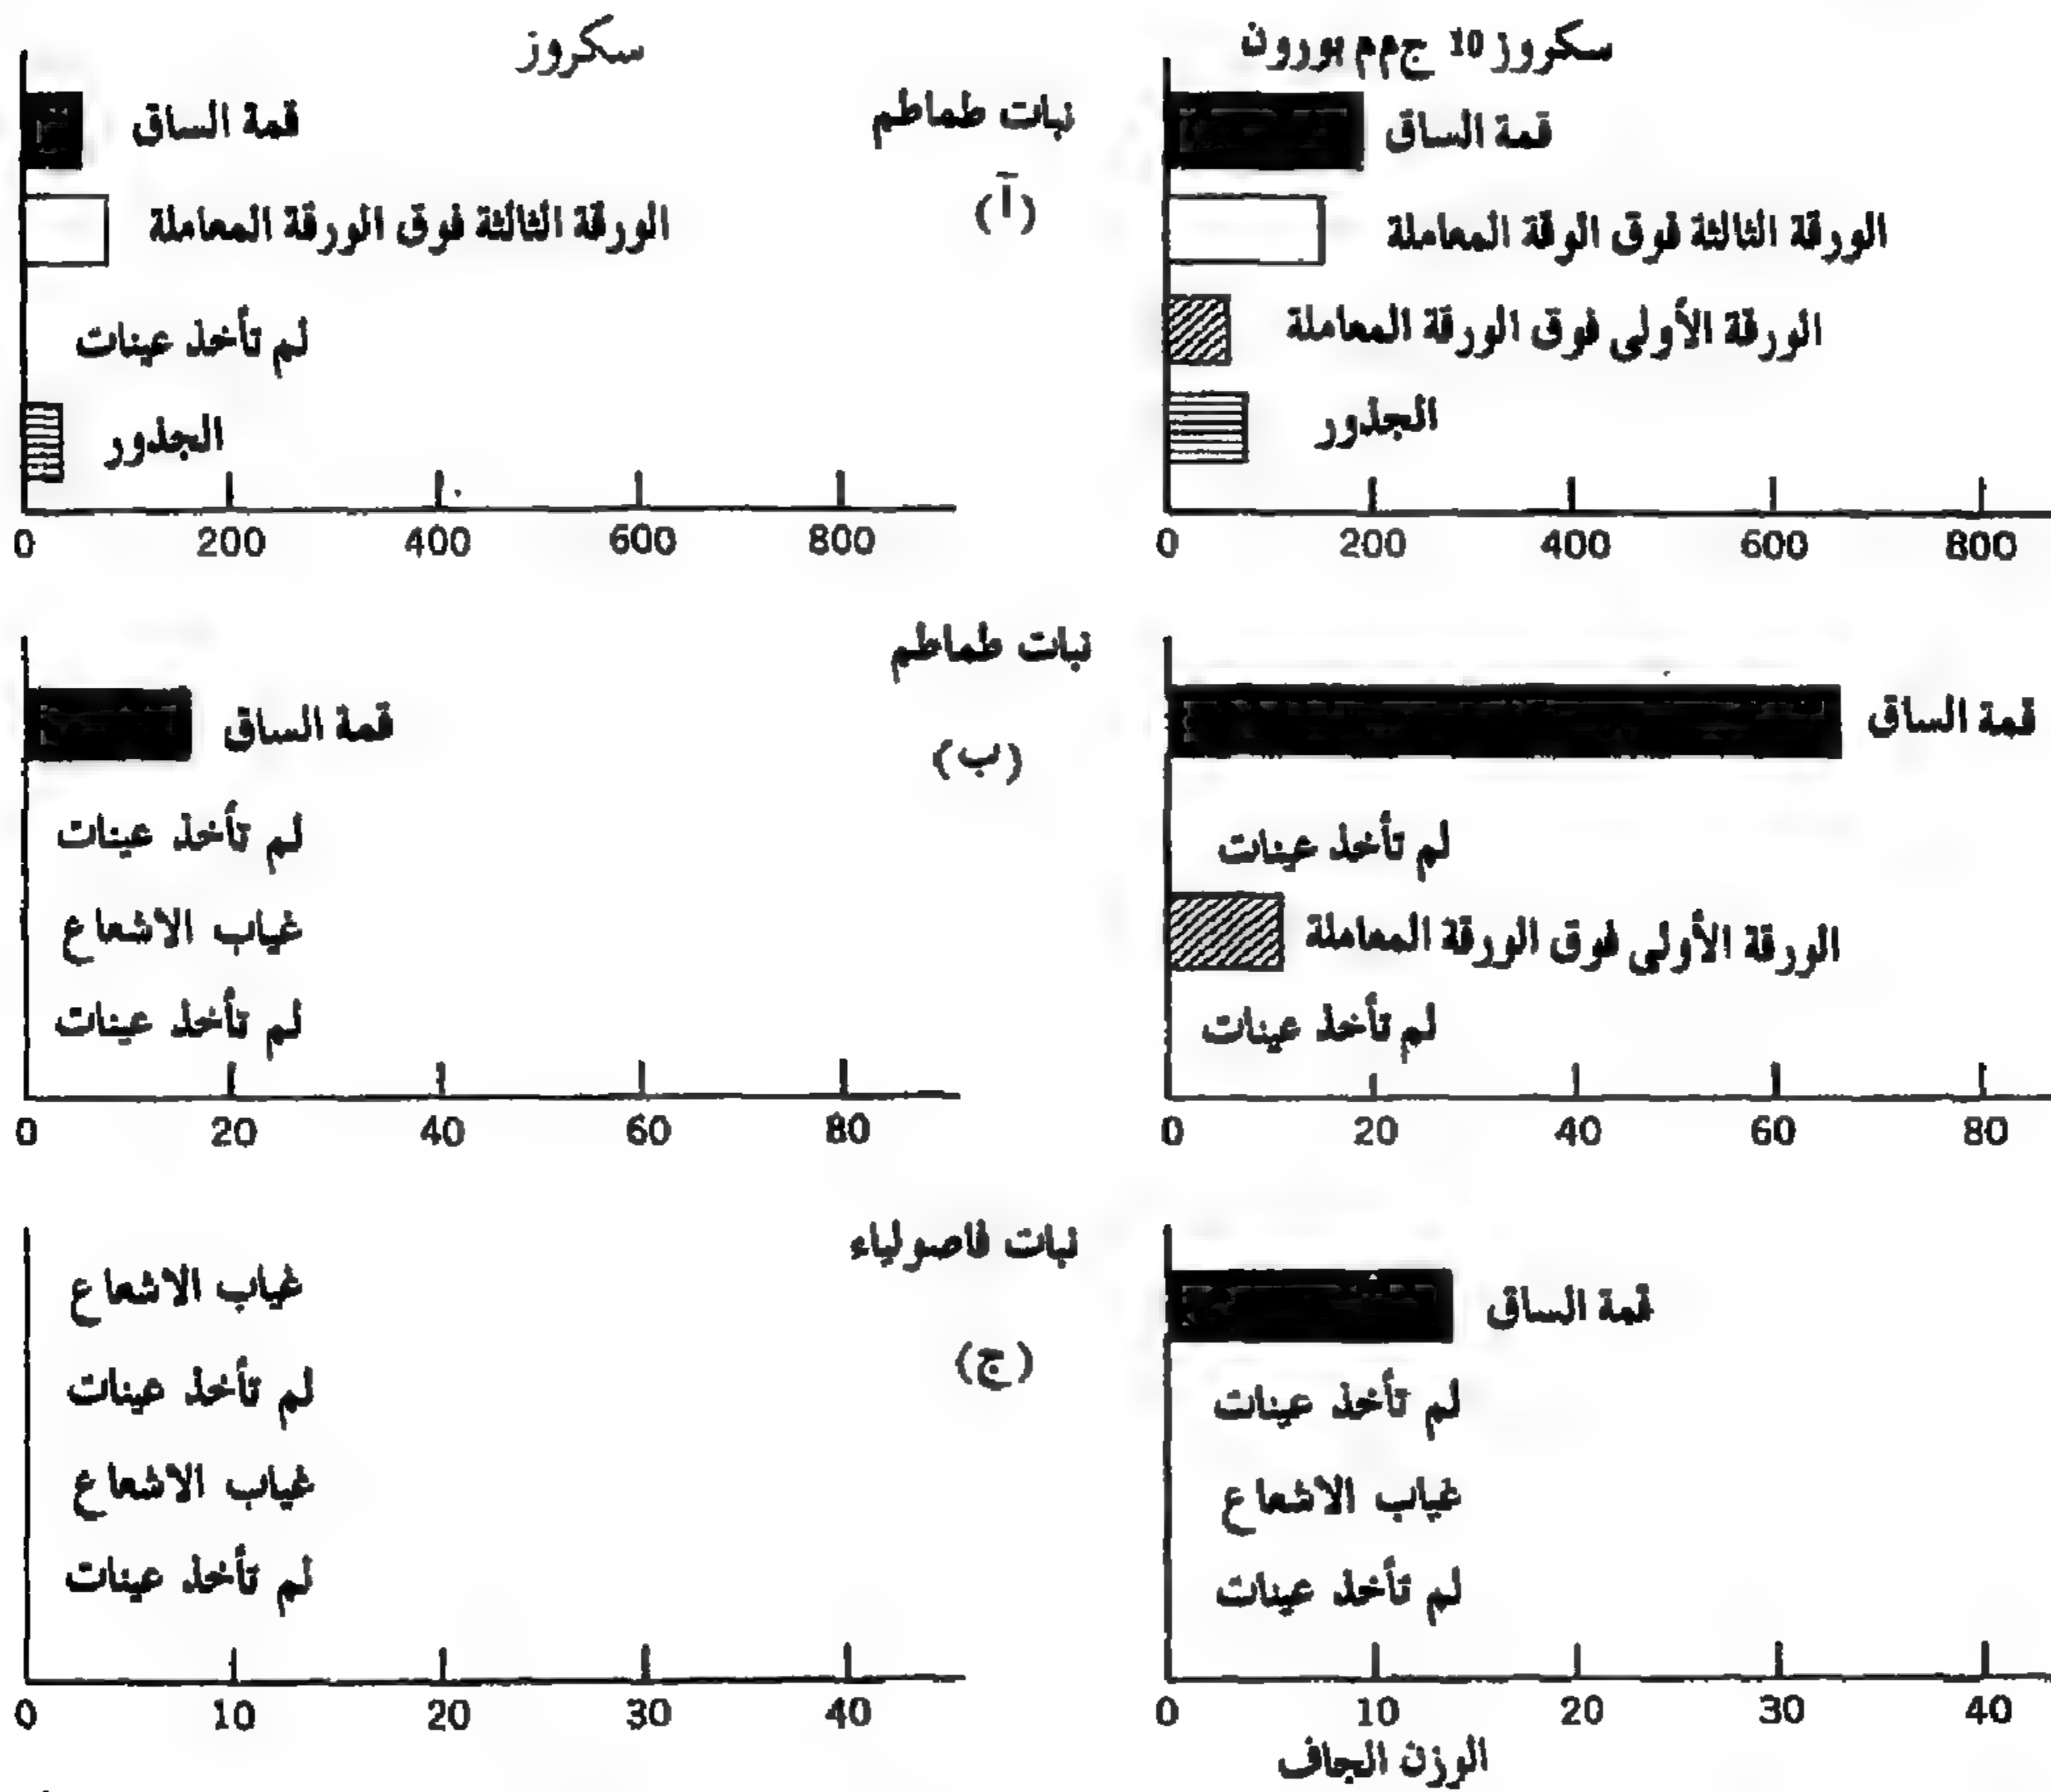 سكروز 10 ج م م بورون
سكروز
نبات طماطم
(آ)
قمة الساق
الورقة الثالثة فوق الوقة المعاملة
الورقة الأولى فوق الورقة المعاملة
الجذور
0 200 400 600 800
قمة الساق
الورقة الثالثة فوق الورقة المعاملة
لم تأخذ عينات
الجذور
0 200 400 600 800
نبات طماطم
(ب)
قمة الساق
لم تأخذ عينات
الورقة الأولى فوق الورقة المعاملة
لم تأخذ عينات
0 20 40 60 80
قمة الساق
لم تأخذ عينات
غياب الاشعاع
لم تأخذ عينات
0 20 40 60 80
نبات فاصولياء
(ج)
قمة الساق
لم تأخذ عينات
غياب الاشعاع
لم تأخذ عينات
0 10 20 30 40
الوزن الجاف
غياب الاشعاع
لم تأخذ عينات
غياب الاشعاع
لم تأخذ عينات
0 10 20 30 40